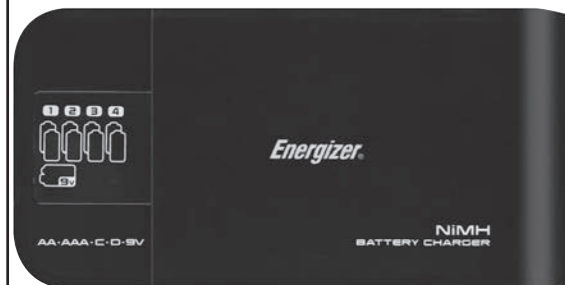 1 2 3 4
9V
Energizer®
AA·AAA·C·D·9V
NiMH
BATTERY CHARGER